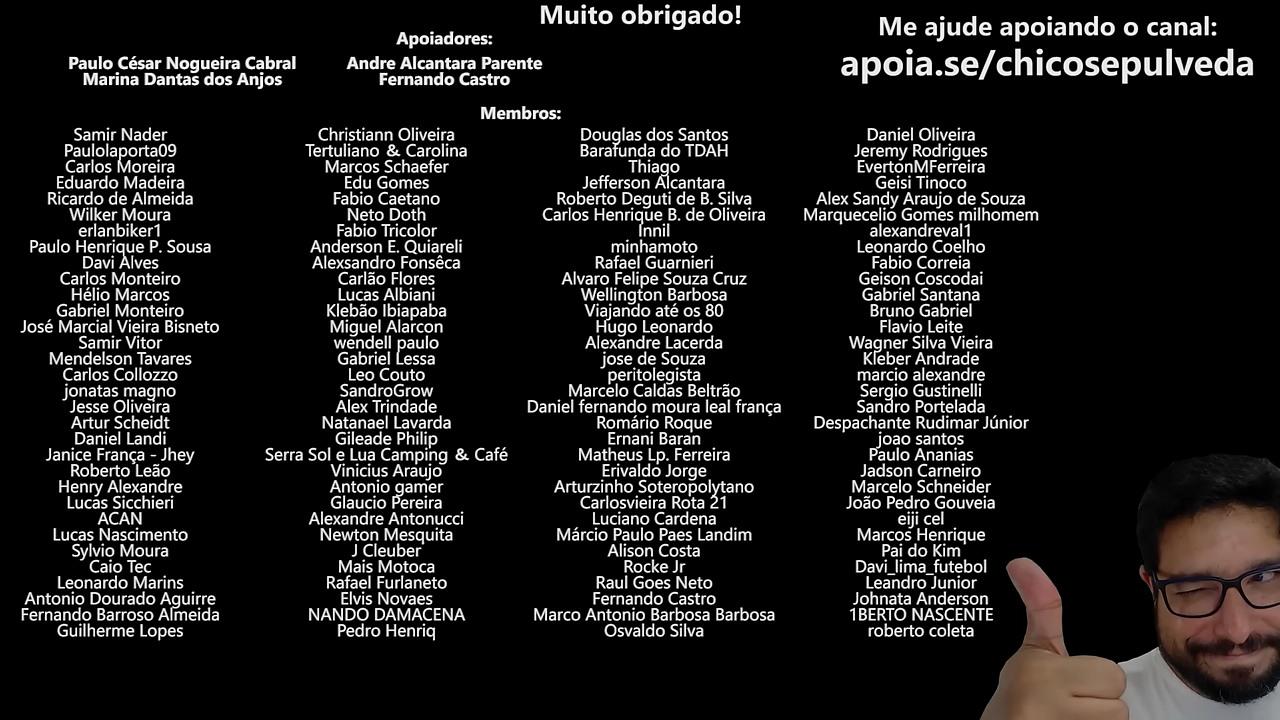 Muito obrigado!
Me ajude apoiando o canal:
apoia.se/chicosepulveda
Apoiadores:
Paulo César Nogueira Cabral
Marina Dantas dos Anjos
Andre Alcantara Parente
Fernando Castro
Membros:
Samir Nader
Paulolaporta09
Carlos Moreira
Eduardo Madeira
Ricardo de Almeida
Wilker Moura
erlanbiker1
Paulo Henrique P. Sousa
Davi Alves
Carlos Monteiro
Hélio Marcos
Gabriel Monteiro
José Marcial Vieira Bisneto
Samir Vitor
Mendelson Tavares
Carlos Collozzo
jonatas magno
Jesse Oliveira
Artur Scheidt
Daniel Landi
Janice França - Jhey
Roberto Leão
Henry Alexandre
Lucas Sicchieri
ACAN
Lucas Nascimento
Sylvio Moura
Caio Tec
Leonardo Marins
Antonio Dourado Aguirre
Fernando Barroso Almeida
Guilherme Lopes
Christiann Oliveira
Tertuliano & Carolina
Marcos Schaefer
Edu Gomes
Fabio Caetano
Neto Doth
Fabio Tricolor
Anderson E. Quiareli
Alexsandro Fonsêca
Carlão Flores
Lucas Albiani
Klebão Ibiapaba
Miguel Alarcon
wendell paulo
Gabriel Lessa
Leo Couto
SandroGrow
Alex Trindade
Natanael Lavarda
Gileade Philip
Serra Sol e Lua Camping & Café
Vinicius Araujo
Antonio gamer
Glaucio Pereira
Alexandre Antonucci
Newton Mesquita
J Cleuber
Mais Motoca
Rafael Furlaneto
Elvis Novaes
NANDO DAMACENA
Pedro Henriq
Douglas dos Santos
Barafunda do TDAH
Thiago
Jefferson Alcantara
Roberto Deguti de B. Silva
Carlos Henrique B. de Oliveira
Innil
minhamoto
Rafael Guarnieri
Alvaro Felipe Souza Cruz
Wellington Barbosa
Viajando até os 80
Hugo Leonardo
Alexandre Lacerda
jose de Souza
peritolegista
Marcelo Caldas Beltrão
Daniel fernando moura leal frança
Romário Roque
Ernani Baran
Matheus Lp. Ferreira
Erivaldo Jorge
Arturzinho Soteropolytano
Carlosvieira Rota 21
Luciano Cardena
Márcio Paulo Paes Landim
Alison Costa
Rocke Jr
Raul Goes Neto
Fernando Castro
Marco Antonio Barbosa Barbosa
Osvaldo Silva
Daniel Oliveira
Jeremy Rodrigues
EvertonMFerreira
Geisi Tinoco
Alex Sandy Araujo de Souza
Marquecelio Gomes milhomem
alexandreval1
Leonardo Coelho
Fabio Correia
Geison Coscodai
Gabriel Santana
Bruno Gabriel
Flavio Leite
Wagner Silva Vieira
Kleber Andrade
marcio alexandre
Sergio Gustinelli
Sandro Portelada
Despachante Rudimar Júnior
joao santos
Paulo Ananias
Jadson Carneiro
Marcelo Schneider
João Pedro Gouveia
eiji cel
Marcos Henrique
Pai do Kim
Davi_lima_futebol
Leandro Junior
Johnata Anderson
1BERTO NASCENTE
roberto coleta